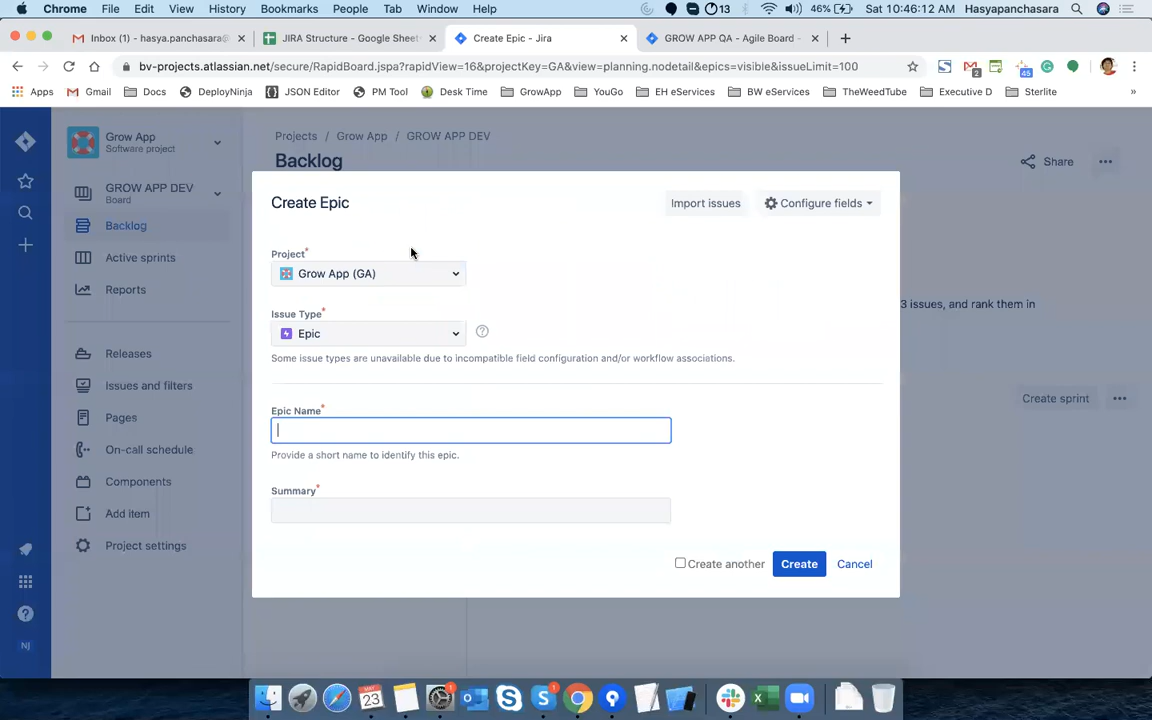 Chrome File Edit View History Bookmarks People Tab Window Help 13 46% Sat 10:46:12 AM Hasyapanchasara
Inbox (1) - hasya.panchasara@ JIRA Structure - Google Sheet Create Epic - Jira GROW APP QA - Agile Board -
bv-projects.atlassian.net/secure/RapidBoard.jspa?rapidView=16&projectKey=GA&view=planning.nodetail&epics=visible&issueLimit=100 2 45
Apps Gmail Docs DeployNinja JSON Editor PM Tool Desk Time GrowApp YouGo EH eServices BW eServices TheWeedTube Executive D Sterlite »
Grow App
Software project
Projects / Grow App / GROW APP DEV
Backlog
Share
GROW APP DEV
Board
Backlog
Active sprints
Reports
Releases
Issues and filters
Pages
On-call schedule
Components
Add item
Project settings
NJ
3 issues, and rank them in
Create sprint
Create Epic
Import issues
Configure fields
Project*
Grow App (GA)
Issue Type*
Epic
Some issue types are unavailable due to incompatible field configuration and/or workflow associations.
Epic Name*
Provide a short name to identify this epic.
Summary*
Create another
Create
Cancel
23
1
1